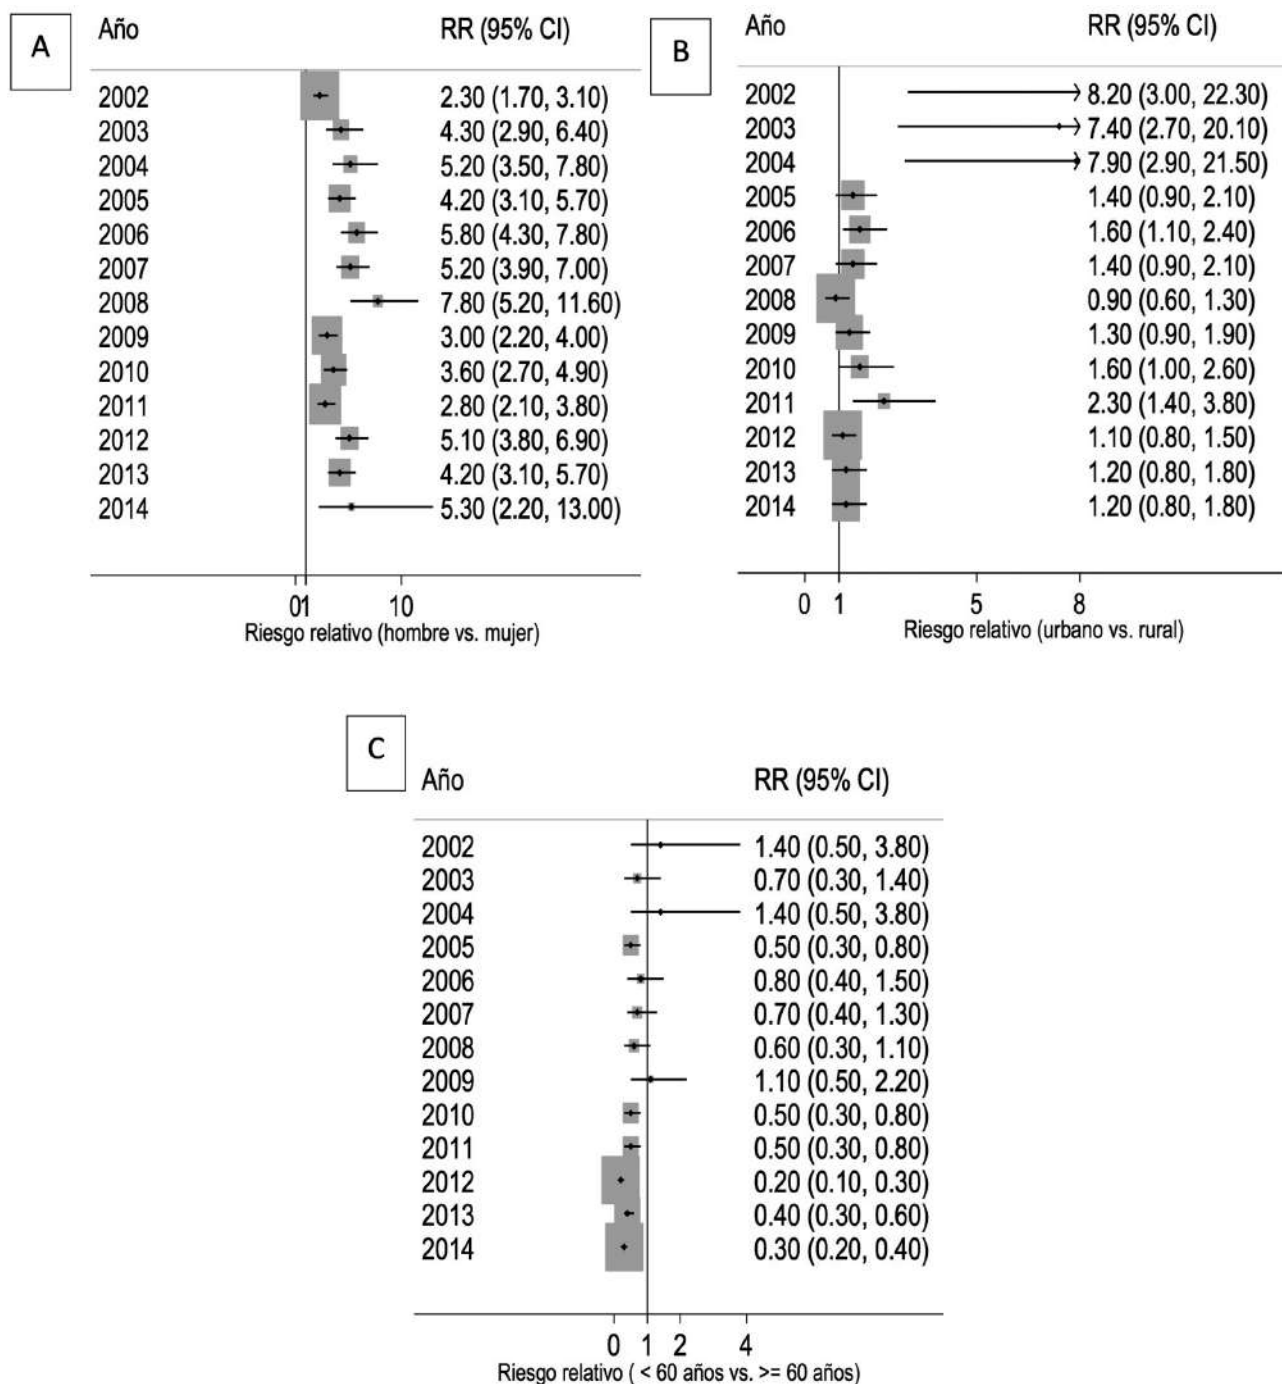 A
Año RR (95% CI)
2002 2.30 (1.70, 3.10)
2003 4.30 (2.90, 6.40)
2004 5.20 (3.50, 7.80)
2005 4.20 (3.10, 5.70)
2006 5.80 (4.30, 7.80)
2007 5.20 (3.90, 7.00)
2008 7.80 (5.20, 11.60)
2009 3.00 (2.20, 4.00)
2010 3.60 (2.70, 4.90)
2011 2.80 (2.10, 3.80)
2012 5.10 (3.80, 6.90)
2013 4.20 (3.10, 5.70)
2014 5.30 (2.20, 13.00)
0 1 10
Riesgo relativo (hombre vs. mujer)
B
Año RR (95% CI)
2002 8.20 (3.00, 22.30)
2003 7.40 (2.70, 20.10)
2004 7.90 (2.90, 21.50)
2005 1.40 (0.90, 2.10)
2006 1.60 (1.10, 2.40)
2007 1.40 (0.90, 2.10)
2008 0.90 (0.60, 1.30)
2009 1.30 (0.90, 1.90)
2010 1.60 (1.00, 2.60)
2011 2.30 (1.40, 3.80)
2012 1.10 (0.80, 1.50)
2013 1.20 (0.80, 1.80)
2014 1.20 (0.80, 1.80)
0 1 5 8
Riesgo relativo (urbano vs. rural)
C
Año RR (95% CI)
2002 1.40 (0.50, 3.80)
2003 0.70 (0.30, 1.40)
2004 1.40 (0.50, 3.80)
2005 0.50 (0.30, 0.80)
2006 0.80 (0.40, 1.50)
2007 0.70 (0.40, 1.30)
2008 0.60 (0.30, 1.10)
2009 1.10 (0.50, 2.20)
2010 0.50 (0.30, 0.80)
2011 0.50 (0.30, 0.80)
2012 0.20 (0.10, 0.30)
2013 0.40 (0.30, 0.60)
2014 0.30 (0.20, 0.40)
0 1 2 4
Riesgo relativo ( < 60 años vs. >= 60 años)